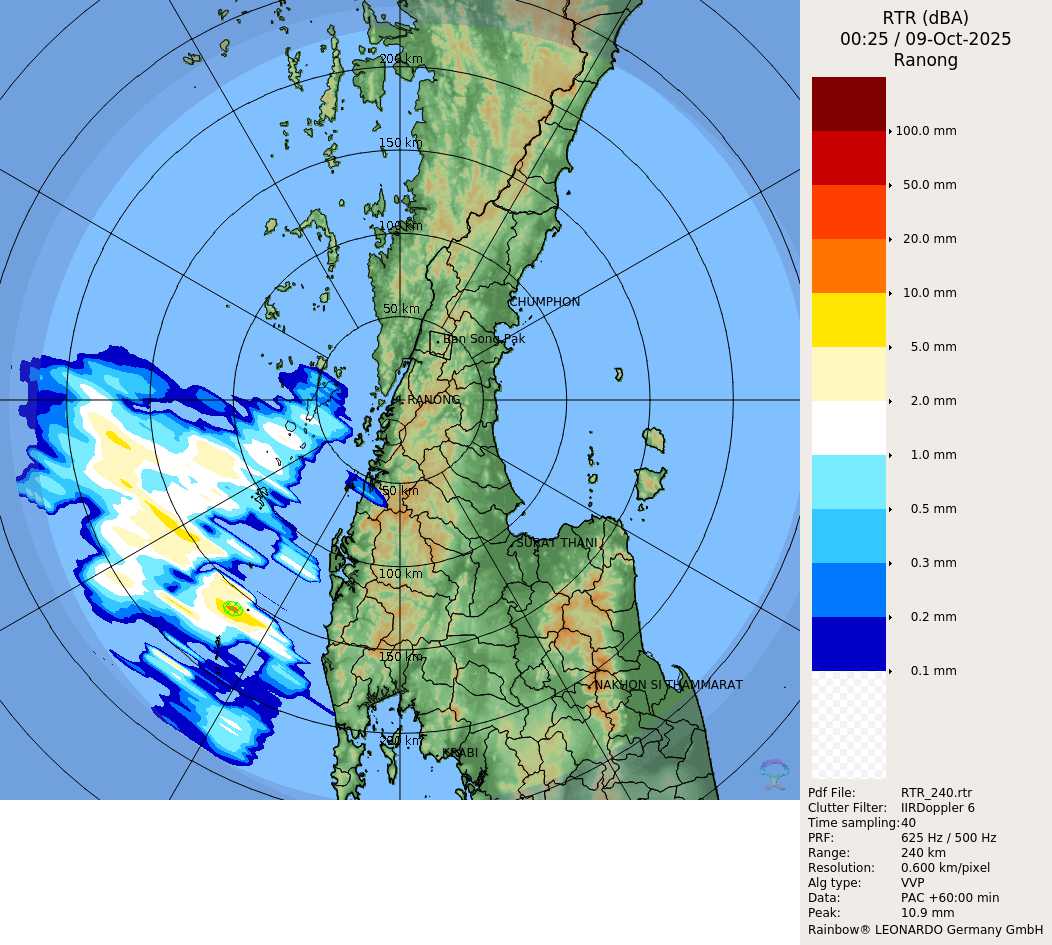 RTR (dBA)
00:25 / 09-Oct-2025
Ranong
200 km
150 km
100 km
50 km
CHUMPHON
Ban Song Pak
RANONG
50 km
SURAT THANI
100 km
150 km
NAKHON SI THAMMARAT
200 km
KRABI
100.0 mm
50.0 mm
20.0 mm
10.0 mm
5.0 mm
2.0 mm
1.0 mm
0.5 mm
0.3 mm
0.2 mm
0.1 mm
Pdf File: RTR_240.rtr
Clutter Filter: IIRDoppler 6
Time sampling:40
PRF: 625 Hz / 500 Hz
Range: 240 km
Resolution: 0.600 km/pixel
Alg type: VVP
Data: PAC +60:00 min
Peak: 10.9 mm
Rainbow® LEONARDO Germany GmbH